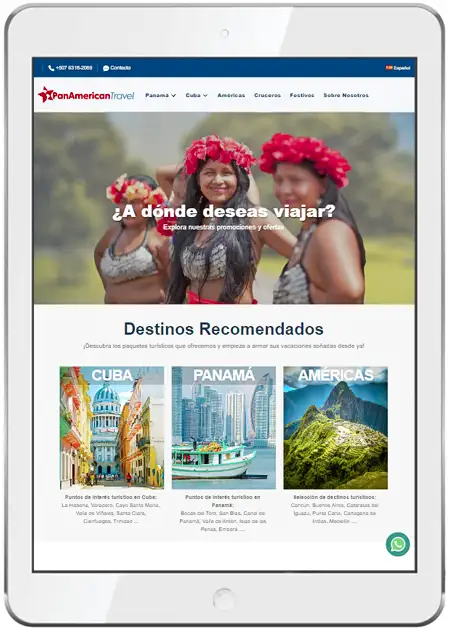 +507 8316-2088
Contacto
Español
PanAmericanTravel
Panamá
Cuba
Américas
Cruceros
Festivos
Sobre Nosotros
¿A dónde deseas viajar?
Explora nuestras promociones y ofertas
Destinos Recomendados
¡Descubra los paquetes turísticos que ofrecemos y empieza a armar sus vacaciones soñadas desde ya!
CUBA
Puntos de interés turístico en Cuba:
La Habana, Varadero, Cayo Santa María,
Valle de Viñales, Santa Clara,
Cienfuegos, Trinidad ...
PANAMÁ
Puntos de interés turístico en
Panamá:
Bocas del Toro, San Blas, Canal de
Panamá, Valle de Antón, Islas de las
Perlas, Emberá ....
AMÉRICAS
Selección de destinos turísticos:
Cancún, Buenos Aires, Cataratas del
Iguazú, Punta Cana, Cartagena de
Indias, Medellín ....